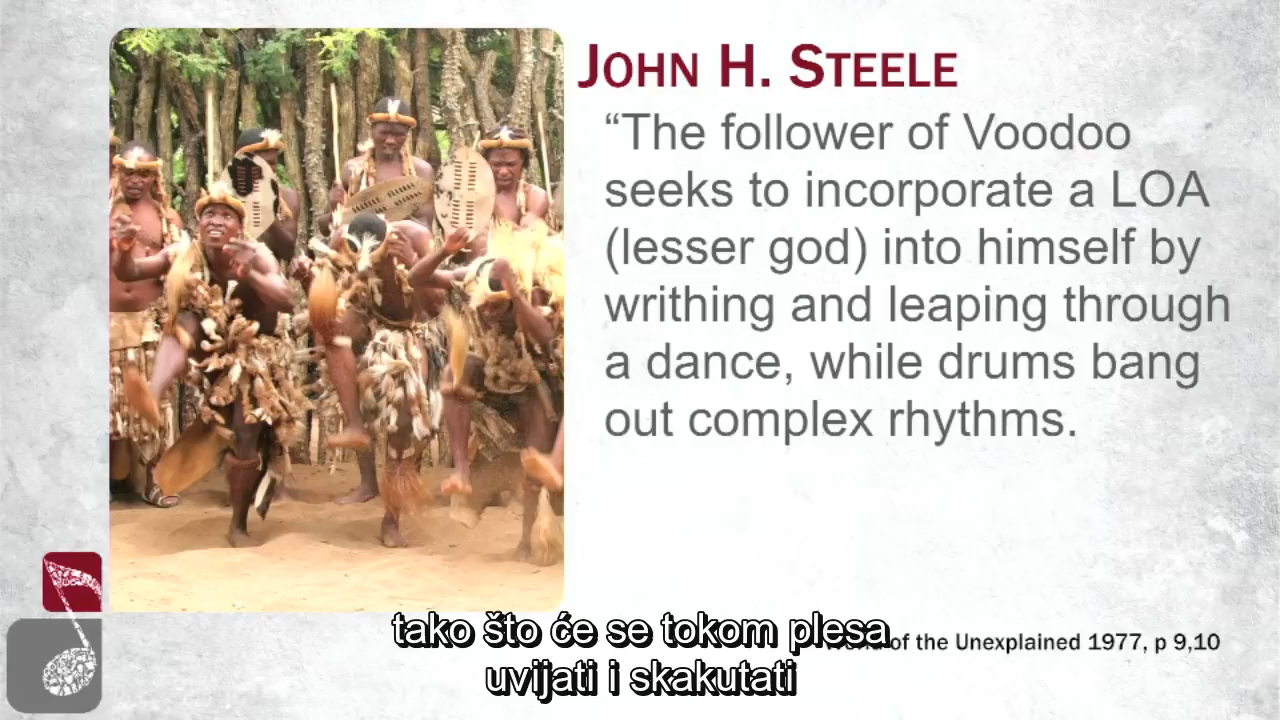 JOHN H. STEELE
“The follower of Voodoo
seeks to incorporate a LOA
(lesser god) into himself by
writhing and leaping through
a dance, while drums bang
out complex rhythms.
of the Unexplained 1977, p 9,10
tako što će se tokom plesa
uvijati i skakutati